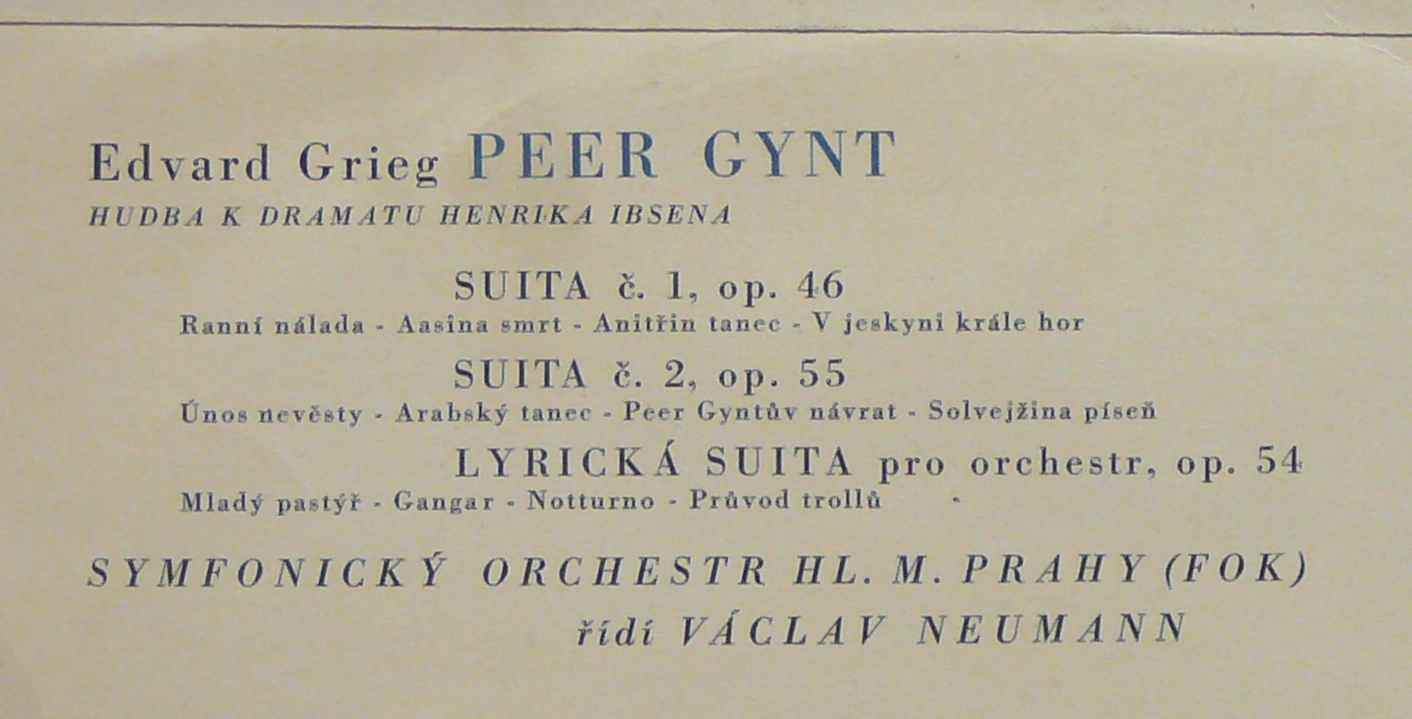 Edvard Grieg PEER GYNT
HUDBA K DRAMATU HENRIKA IBSENA
SUITA č. 1, op. 46
Ranní nálada - Aasina smrt - Anitřin tanec - V jeskyni krále hor
SUITA č. 2, op. 55
Únos nevěsty - Arabský tanec - Peer Gyntův návrat - Solvejžina píseň
LYRICKÁ SUITA pro orchestr, op. 54
Mladý pastýř - Gangar - Notturno - Průvod trollů
SYMFONICKÝ ORCHESTR HL. M. PRAHY (FOK)
řídí VÁCLAV NEUMANN